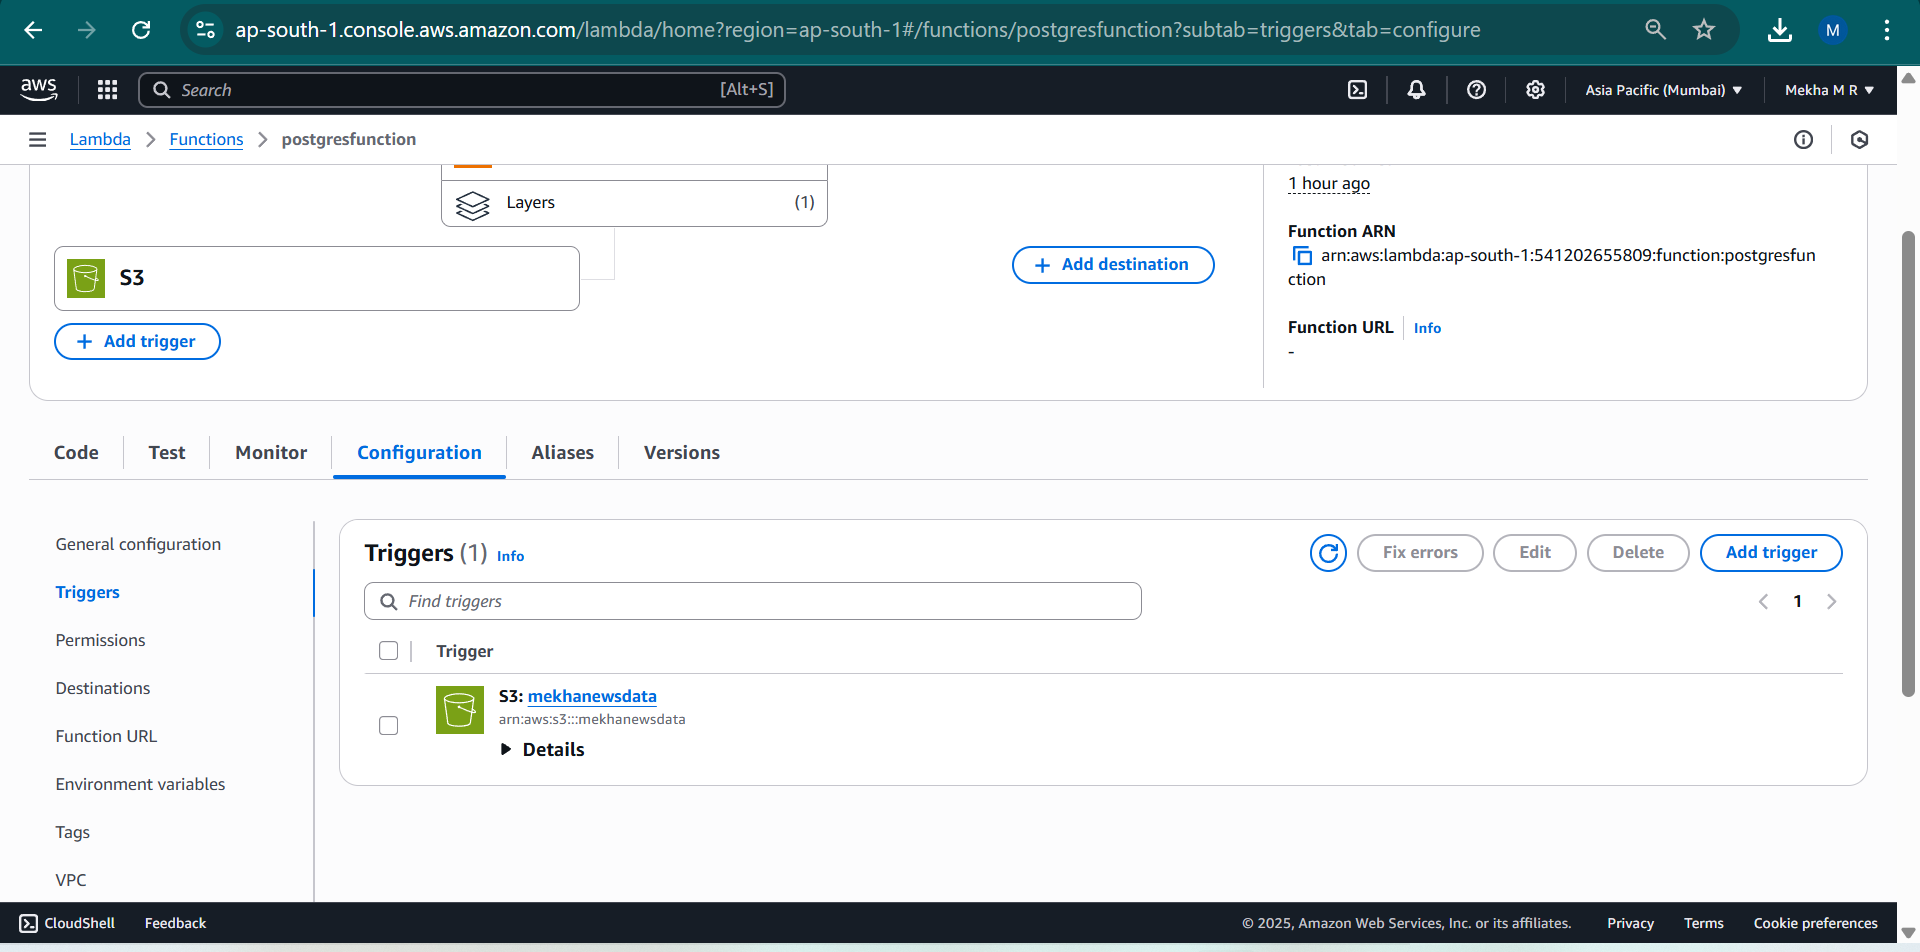 ap-south-1.console.aws.amazon.com/lambda/home?region=ap-south-1#/functions/postgresfunction?subtab=triggers&tab=configure
M
aws
Search
[Alt+S]
Asia Pacific (Mumbai)
Mekha M R
Lambda
Functions
postgresfunction
Layers
(1)
1 hour ago
Function ARN
arn:aws:lambda:ap-south-1:541202655809:function:postgresfun
ction
S3
+ Add destination
+ Add trigger
Function URL
Info
-
Code
Test
Monitor
Configuration
Aliases
Versions
General configuration
Triggers
Permissions
Destinations
Function URL
Environment variables
Tags
VPC
Triggers (1) Info
Fix errors
Edit
Delete
Add trigger
Find triggers
1
Trigger
S3: mekhanewsdata
arn:aws:s3:::mekhanewsdata
Details
CloudShell
Feedback
© 2025, Amazon Web Services, Inc. or its affiliates.
Privacy
Terms
Cookie preferences